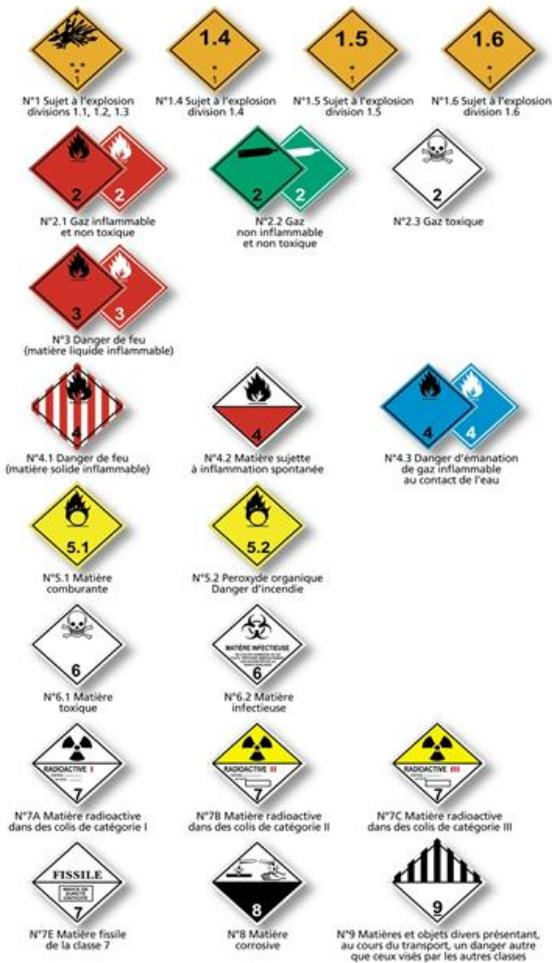 1.4
1.5
1.6
* *
*
*
*
*
1
1
1
1
N°1 Sujet à l'explosion
divisions 1.1, 1.2, 1.3
N°1.4 Sujet à l'explosion
division 1.4
N°1.5 Sujet à l'explosion
division 1.5
N°1.6 Sujet à l'explosion
division 1.6
2
2
2
2
2
N°2.1 Gaz inflammable
et non toxique
N°2.2 Gaz
non inflammable
et non toxique
N°2.3 Gaz toxique
3
3
N°3 Danger de feu
(matière liquide inflammable)
4
4
4
4
N°4.1 Danger de feu
(matière solide inflammable)
N°4.2 Matière sujette
à inflammation spontanée
N°4.3 Danger d'émanation
de gaz inflammable
au contact de l'eau
5.1
5.2
N°5.1 Matière
comburante
N°5.2 Peroxyde organique
Danger d'incendie
6
MATIÈRE INFECTIEUSE
6
N°6.1 Matière
toxique
N°6.2 Matière
infectieuse
RADIOACTIVE I
7
RADIOACTIVE II
7
RADIOACTIVE III
7
N°7A Matière radioactive
dans des colis de catégorie I
N°7B Matière radioactive
dans des colis de catégorie II
N°7C Matière radioactive
dans des colis de catégorie III
FISSILE
INDICE DE
SURETÉ
CRITICITÉ
7
8
9
N°7E Matière fissile
de la classe 7
N°8 Matière
corrosive
N°9 Matières et objets divers présentant,
au cours du transport, un danger autre
que ceux visés par les autres classes